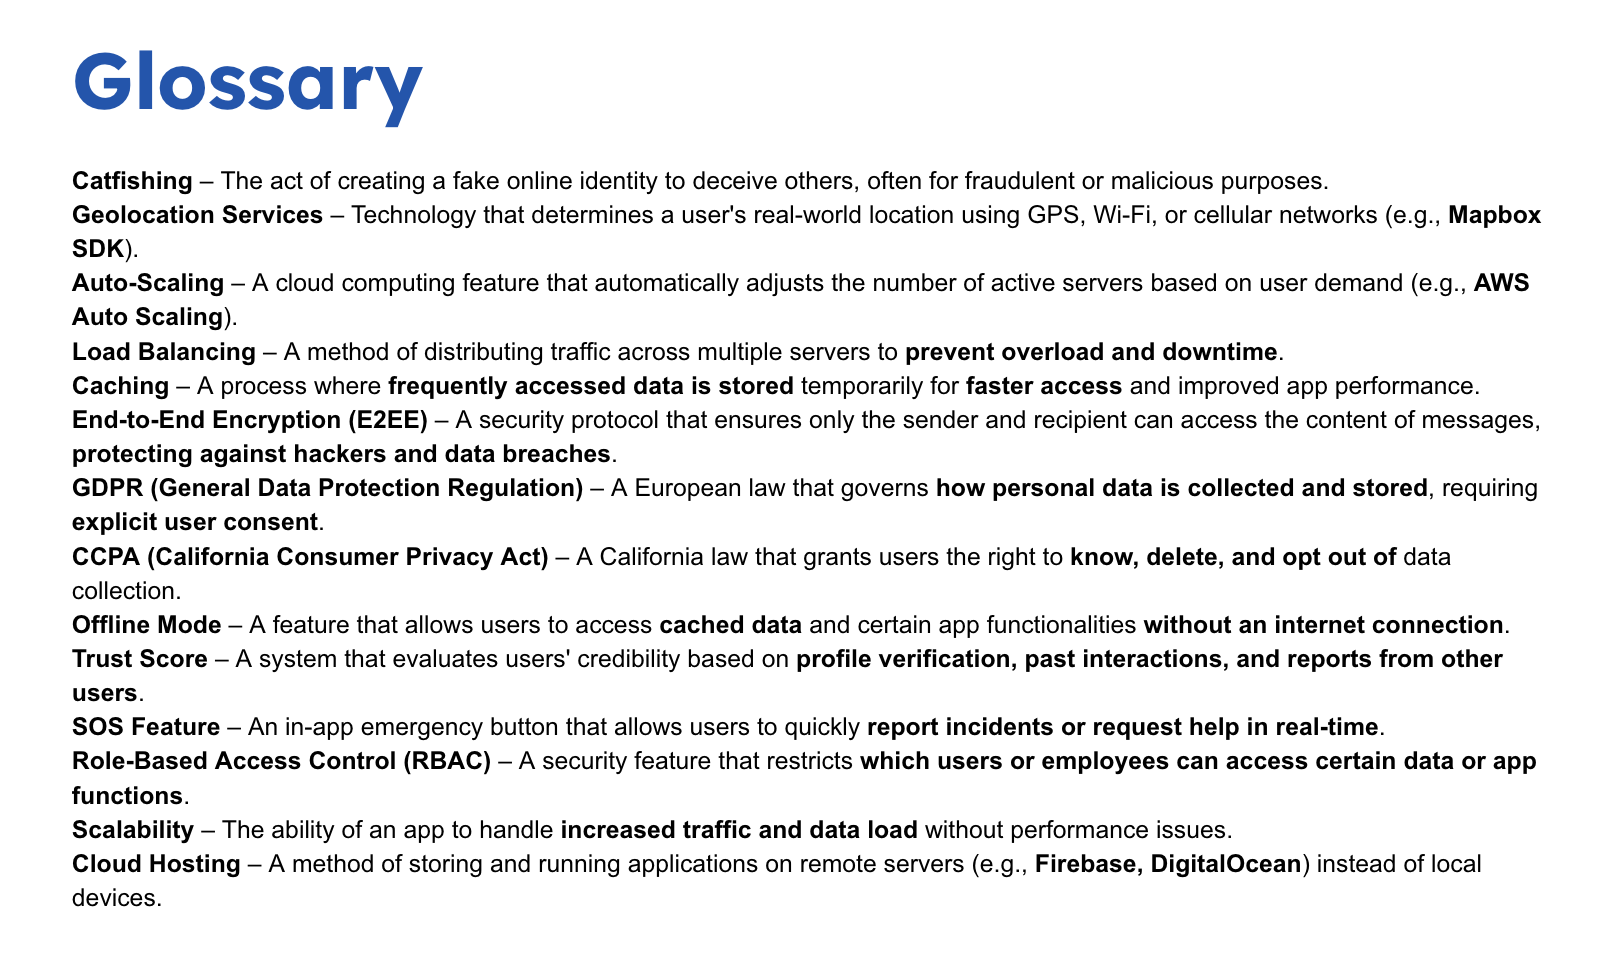 Glossary
Catfishing – The act of creating a fake online identity to deceive others, often for fraudulent or malicious purposes.
Geolocation Services – Technology that determines a user's real-world location using GPS, Wi-Fi, or cellular networks (e.g., Mapbox
SDK).
Auto-Scaling – A cloud computing feature that automatically adjusts the number of active servers based on user demand (e.g., AWS
Auto Scaling).
Load Balancing – A method of distributing traffic across multiple servers to prevent overload and downtime.
Caching – A process where frequently accessed data is stored temporarily for faster access and improved app performance.
End-to-End Encryption (E2EE) – A security protocol that ensures only the sender and recipient can access the content of messages,
protecting against hackers and data breaches.
GDPR (General Data Protection Regulation) – A European law that governs how personal data is collected and stored, requiring
explicit user consent.
CCPA (California Consumer Privacy Act) – A California law that grants users the right to know, delete, and opt out of data
collection.
Offline Mode – A feature that allows users to access cached data and certain app functionalities without an internet connection.
Trust Score – A system that evaluates users' credibility based on profile verification, past interactions, and reports from other
users.
SOS Feature – An in-app emergency button that allows users to quickly report incidents or request help in real-time.
Role-Based Access Control (RBAC) – A security feature that restricts which users or employees can access certain data or app
functions.
Scalability – The ability of an app to handle increased traffic and data load without performance issues.
Cloud Hosting – A method of storing and running applications on remote servers (e.g., Firebase, DigitalOcean) instead of local
devices.